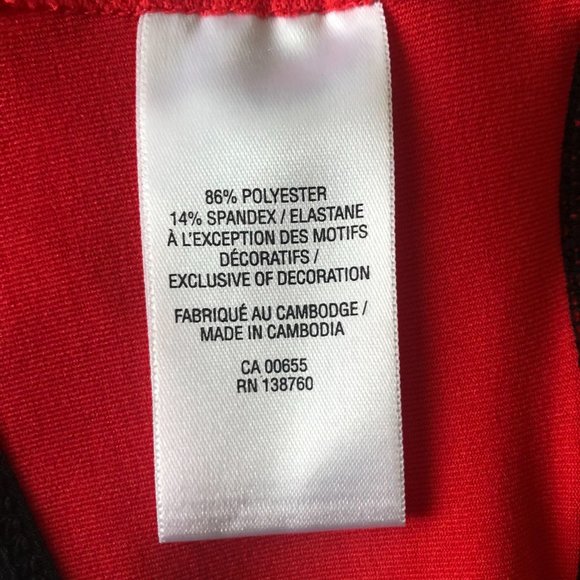 86% POLYESTER
14% SPANDEX / ELASTANE
À L'EXCEPTION DES MOTIFS
DÉCORATIFS /
EXCLUSIVE OF DECORATION
FABRIQUÉ AU CAMBODGE /
MADE IN CAMBODIA
CA 00655
RN 138760